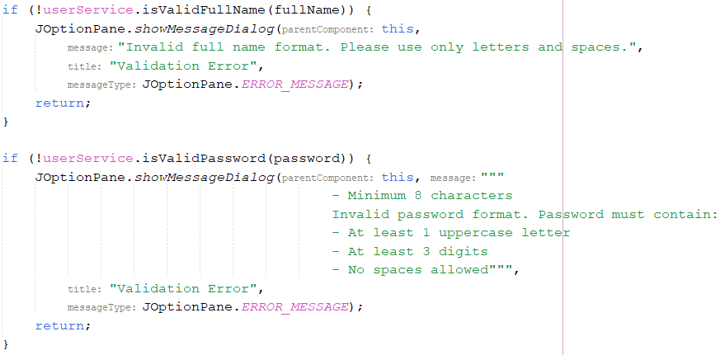 if (!userService.isValidFullName(fullName)) {
    JOptionPane.showMessageDialog(parentComponent: this,
        message: "Invalid full name format. Please use only letters and spaces.",
        title: "Validation Error",
        messageType: JOptionPane.ERROR_MESSAGE);
    return;
}

if (!userService.isValidPassword(password)) {
    JOptionPane.showMessageDialog(parentComponent: this, message: """
                                        - Minimum 8 characters
                                        Invalid password format. Password must contain:
                                        - At least 1 uppercase letter
                                        - At least 3 digits
                                        - No spaces allowed""",
        title: "Validation Error",
        messageType: JOptionPane.ERROR_MESSAGE);
    return;
}